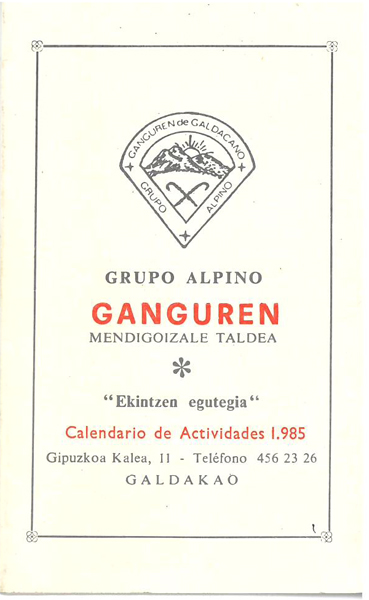 GANGUREN de GALDACANO
GRUPO ALPINO
GRUPO ALPINO
GANGUREN
MENDIGOIZALE TALDEA
*
"Ekintzen egutegia"
Calendario de Actividades 1.985
Gipuzkoa Kalea, 11 - Teléfono 456 23 26
GALDAKAO